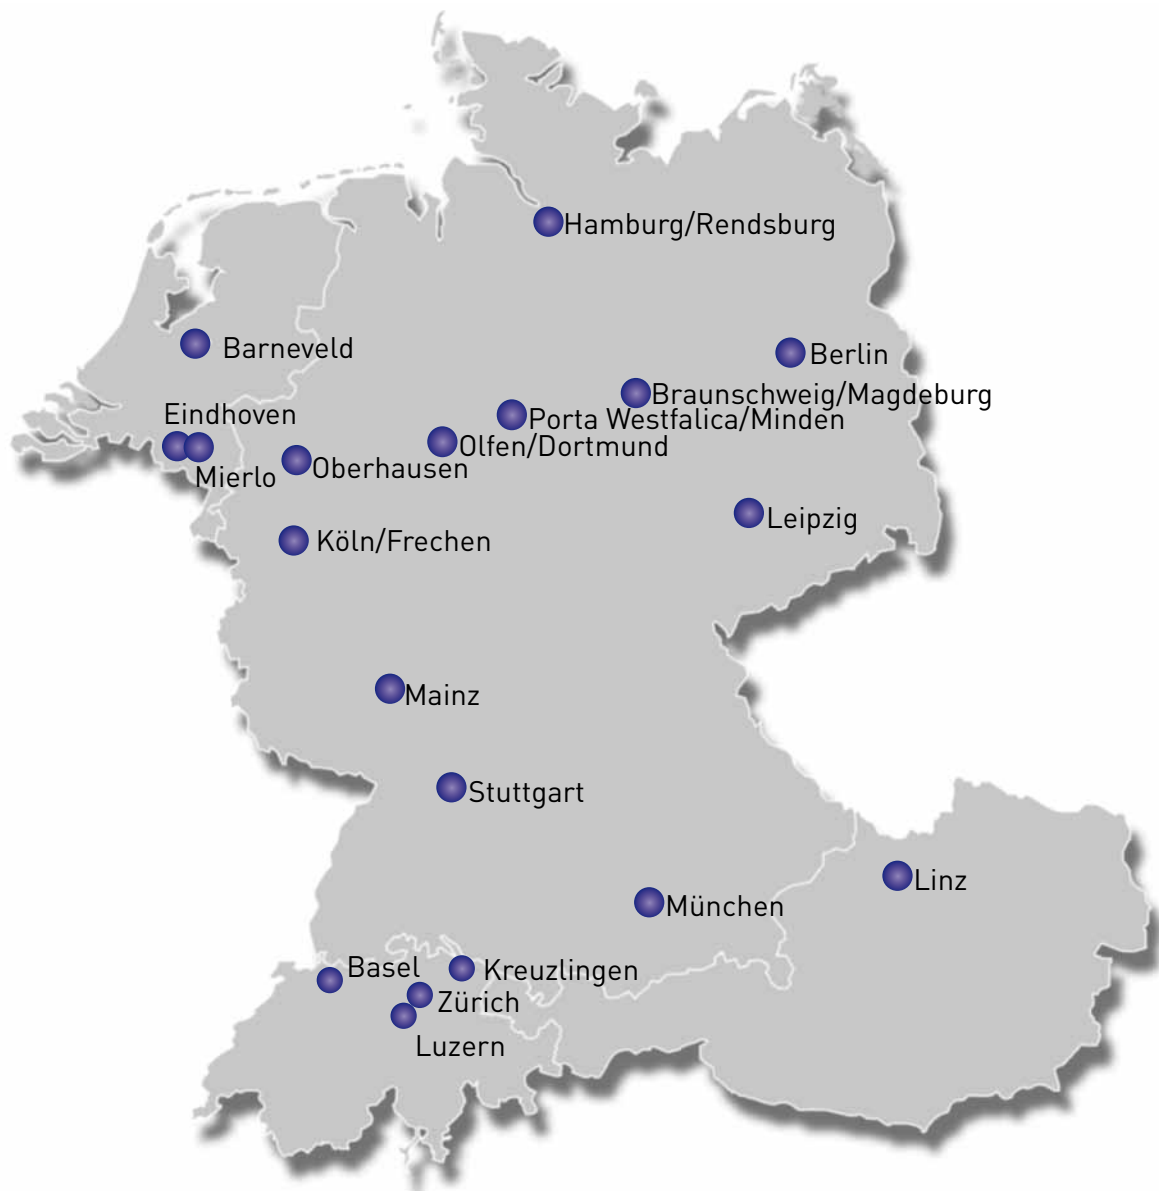 Hamburg/Rendsburg
Barneveld
Berlin
Braunschweig/Magdeburg
Eindhoven
Porta Westfalica/Minden
Olfen/Dortmund
Oberhausen
Mierlo
Leipzig
Köln/Frechen
Mainz
Stuttgart
Linz
München
Basel
Kreuzlingen
Zürich
Luzern